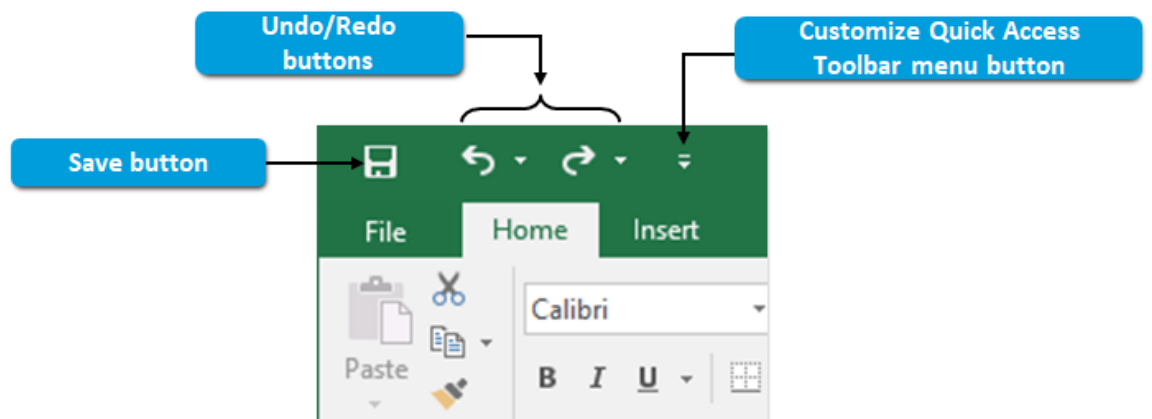 Undo/Redo
buttons
Customize Quick Access
Toolbar menu button
Save button
File Home Insert
Calibri
Paste
B I U